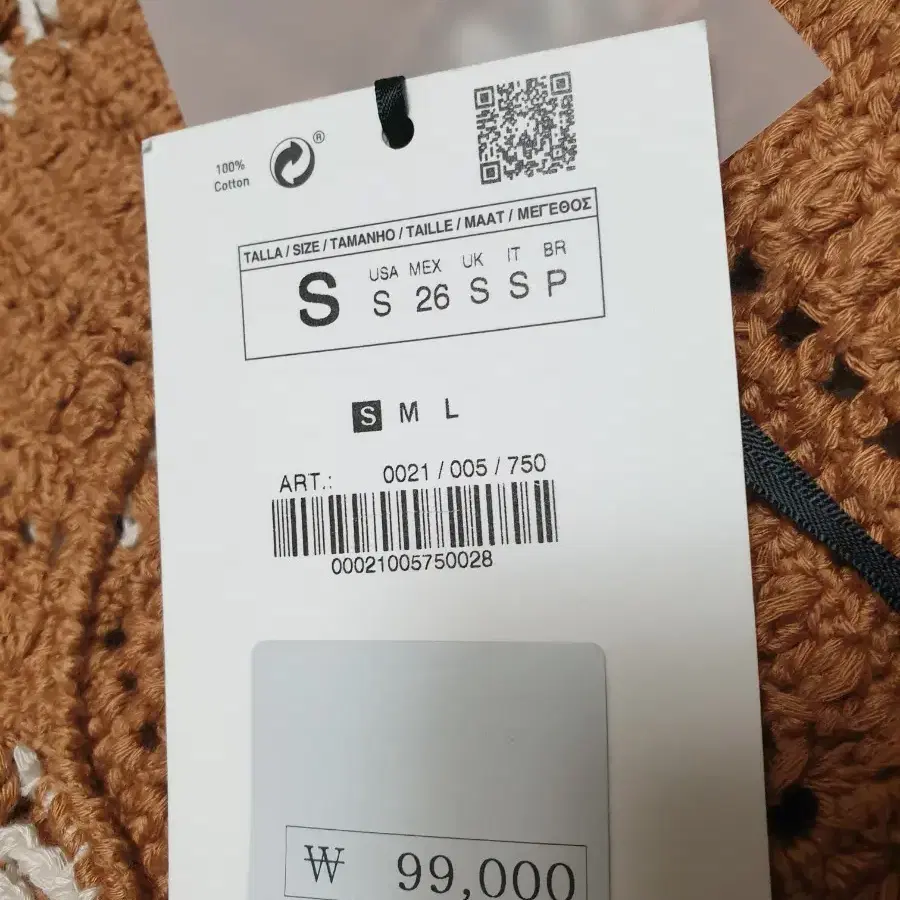 100%
Cotton
®
TALLA / SIZE / TAMANHO / TAILLE / MAAT / ΜΕΓΕΘΟΣ
USA MEX UK IT BR
S S 26 S S P
S M L
ART.: 0021 / 005 / 750
00021005750028
₩ 99,000